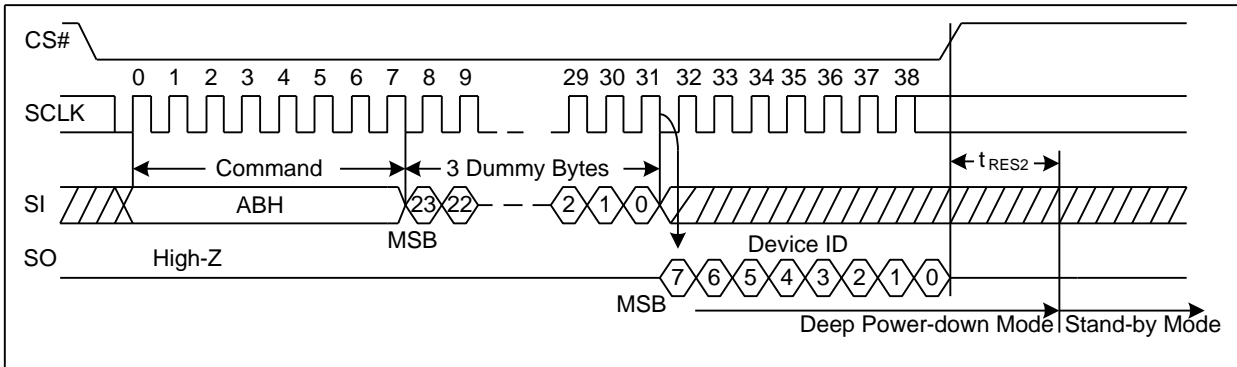 CS#
0 1 2 3 4 5 6 7 8 9 29 30 31 32 33 34 35 36 37 38
SCLK
Command 3 Dummy Bytes tRES2
SI ABH 23 22 2 1 0
MSB Device ID
SO High-Z
7 6 5 4 3 2 1 0
MSB
Deep Power-down Mode Stand-by Mode